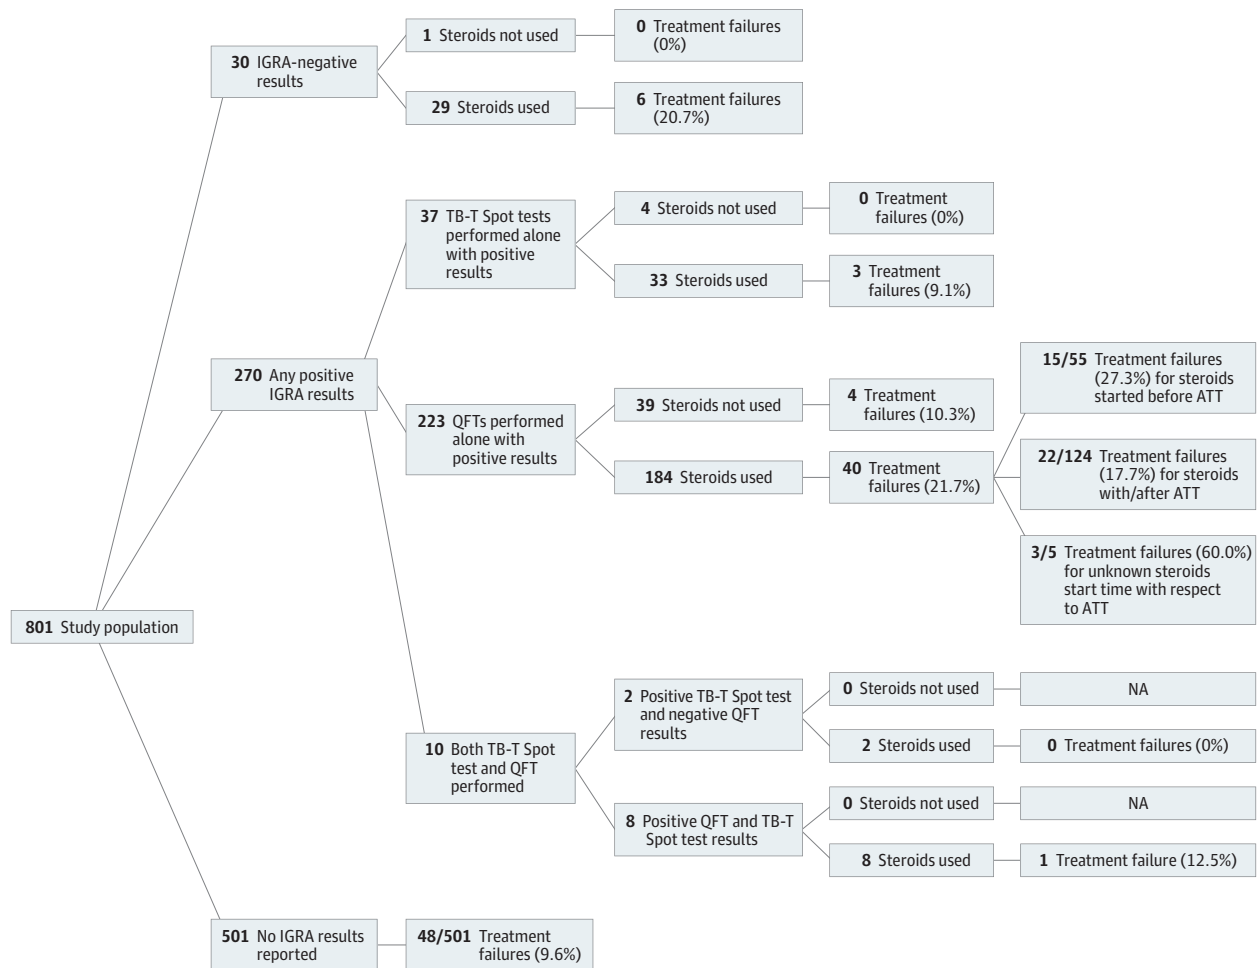 30 IGRA-negative
results
1 Steroids not used
0 Treatment failures
(0%)
29 Steroids used
6 Treatment failures
(20.7%)
37 TB-T Spot tests
performed alone
with positive
results
4 Steroids not used
0 Treatment
failures (0%)
33 Steroids used
3 Treatment
failures (9.1%)
270 Any positive
IGRA results
223 QFTs performed
alone with
positive results
39 Steroids not used
4 Treatment
failures (10.3%)
184 Steroids used
40 Treatment
failures (21.7%)
15/55 Treatment failures
(27.3%) for steroids
started before ATT
22/124 Treatment failures
(17.7%) for steroids
with/after ATT
3/5 Treatment failures (60.0%)
for unknown steroids
start time with respect
to ATT
801 Study population
10 Both TB-T Spot
test and QFT
performed
2 Positive TB-T Spot test
and negative QFT
results
0 Steroids not used
NA
2 Steroids used
0 Treatment failures (0%)
8 Positive QFT and TB-T
Spot test results
0 Steroids not used
NA
8 Steroids used
1 Treatment failure (12.5%)
501 No IGRA results
reported
48/501 Treatment
failures (9.6%)